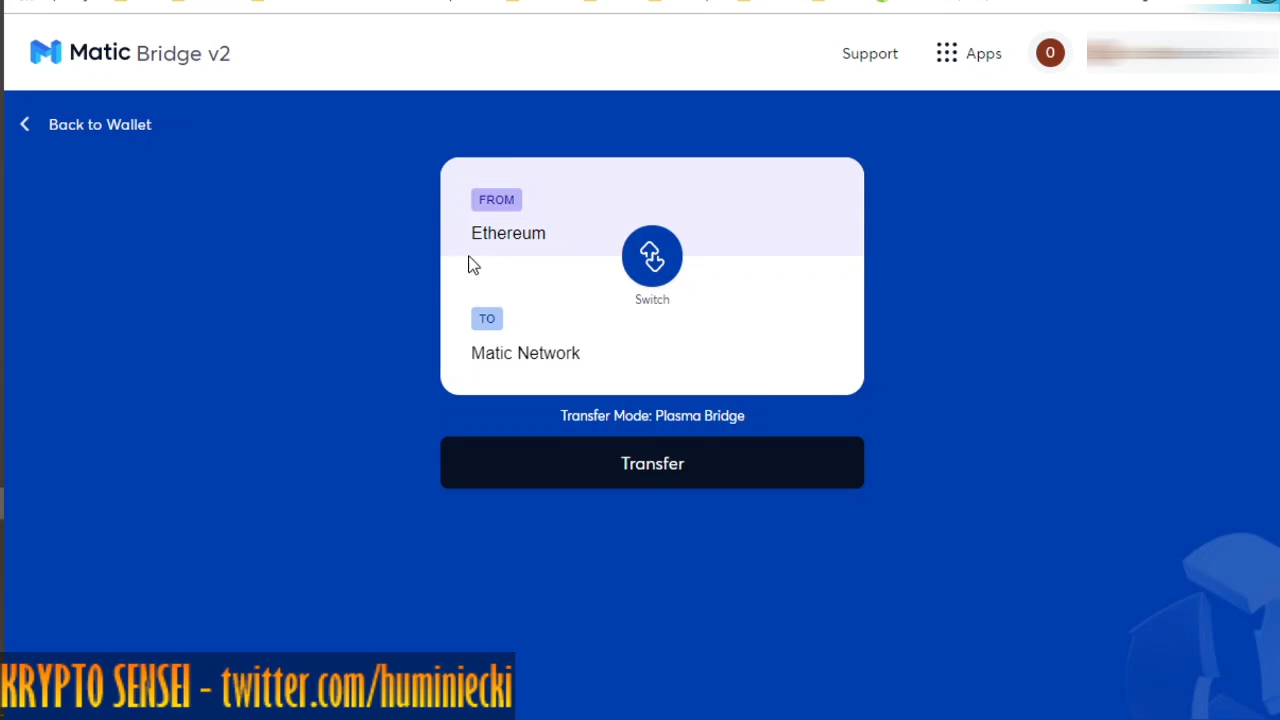 Matic Bridge v2
Support
Apps
0
Back to Wallet
FROM
Ethereum
Switch
TO
Matic Network
Transfer Mode: Plasma Bridge
Transfer
KRYPTO SENSEI - twitter.com/huminiecki